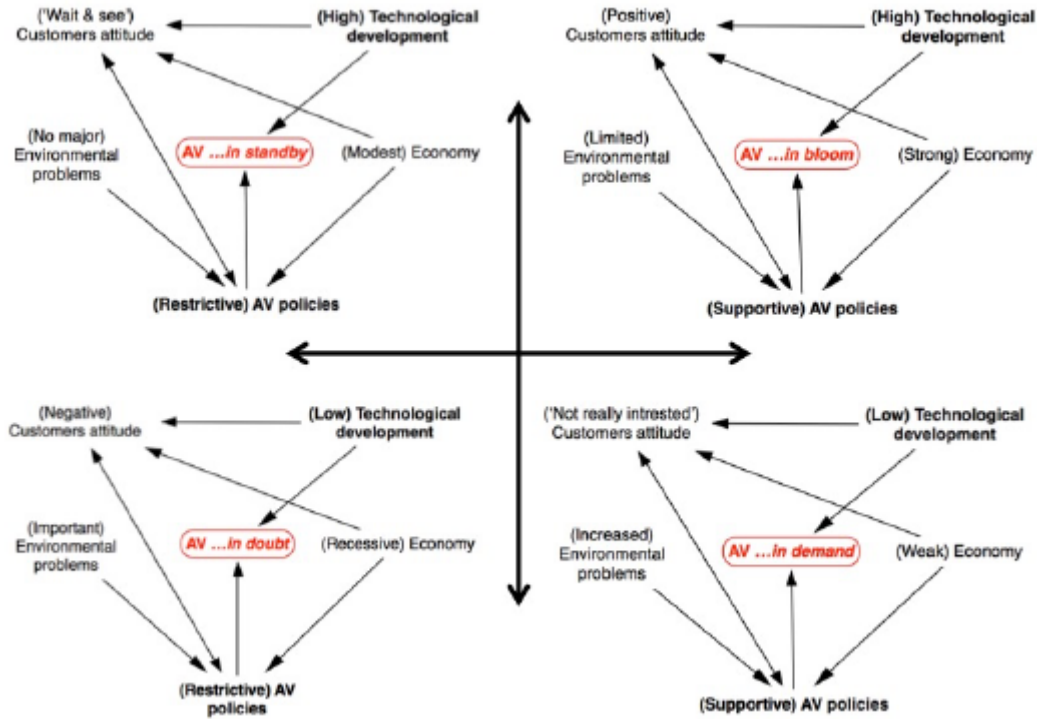 ('Wait & see')
Customers attitude
(High) Technological
development
(No major)
Environmental
problems
AV ...in standby
(Modest) Economy
(Restrictive) AV policies
(Positive)
Customers attitude
(High) Technological
development
(Limited)
Environmental
problems
AV ...in bloom
(Strong) Economy
(Supportive) AV policies
(Negative)
Customers attitude
(Low) Technological
development
(Important)
Environmental
problems
AV ...in doubt
(Recessive) Economy
(Restrictive) AV
policies
('Not really intrested')
Customers attitude
(Low) Technological
development
(Increased)
Environmental
problems
AV ...in demand
(Weak) Economy
(Supportive) AV policies